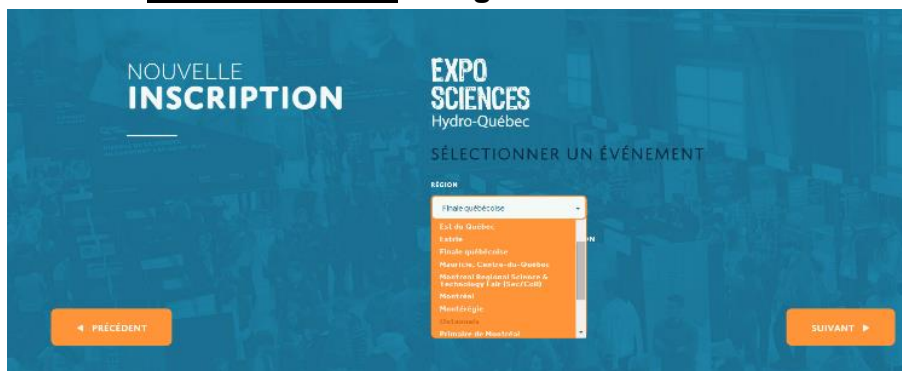 NOUVELLE
INSCRIPTION
EXPO
SCIENCES
Hydro-Québec
SÉLECTIONNER UN ÉVÉNEMENT
RÉGION
Finale québécoise
Est du Québec
Estrie
Finale québécoise
Mauricie, Centre-du-Québec
Montreal Regional Science &
Technology Fair (Sec/Coll)
Montréal
Montérégie
Outaouais
Primaire de Montréal
◄ PRÉCÉDENT
SUIVANT ►